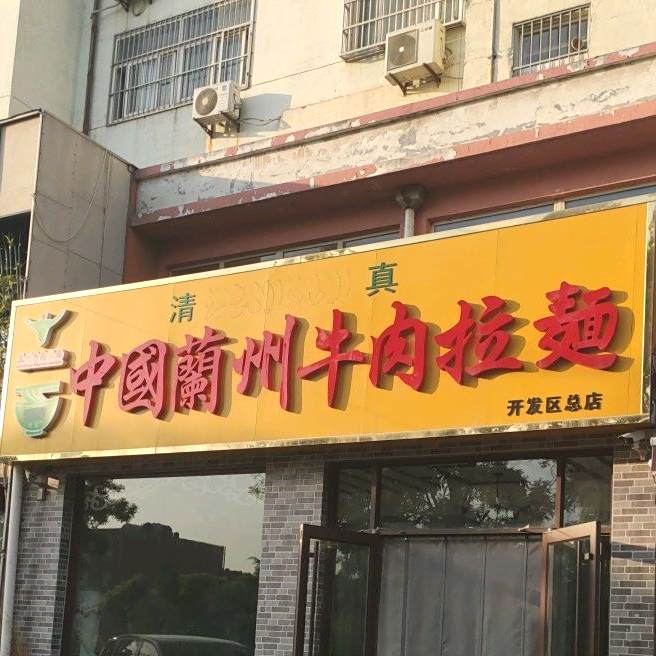 清真
中國蘭州牛肉拉麵
开发区总店